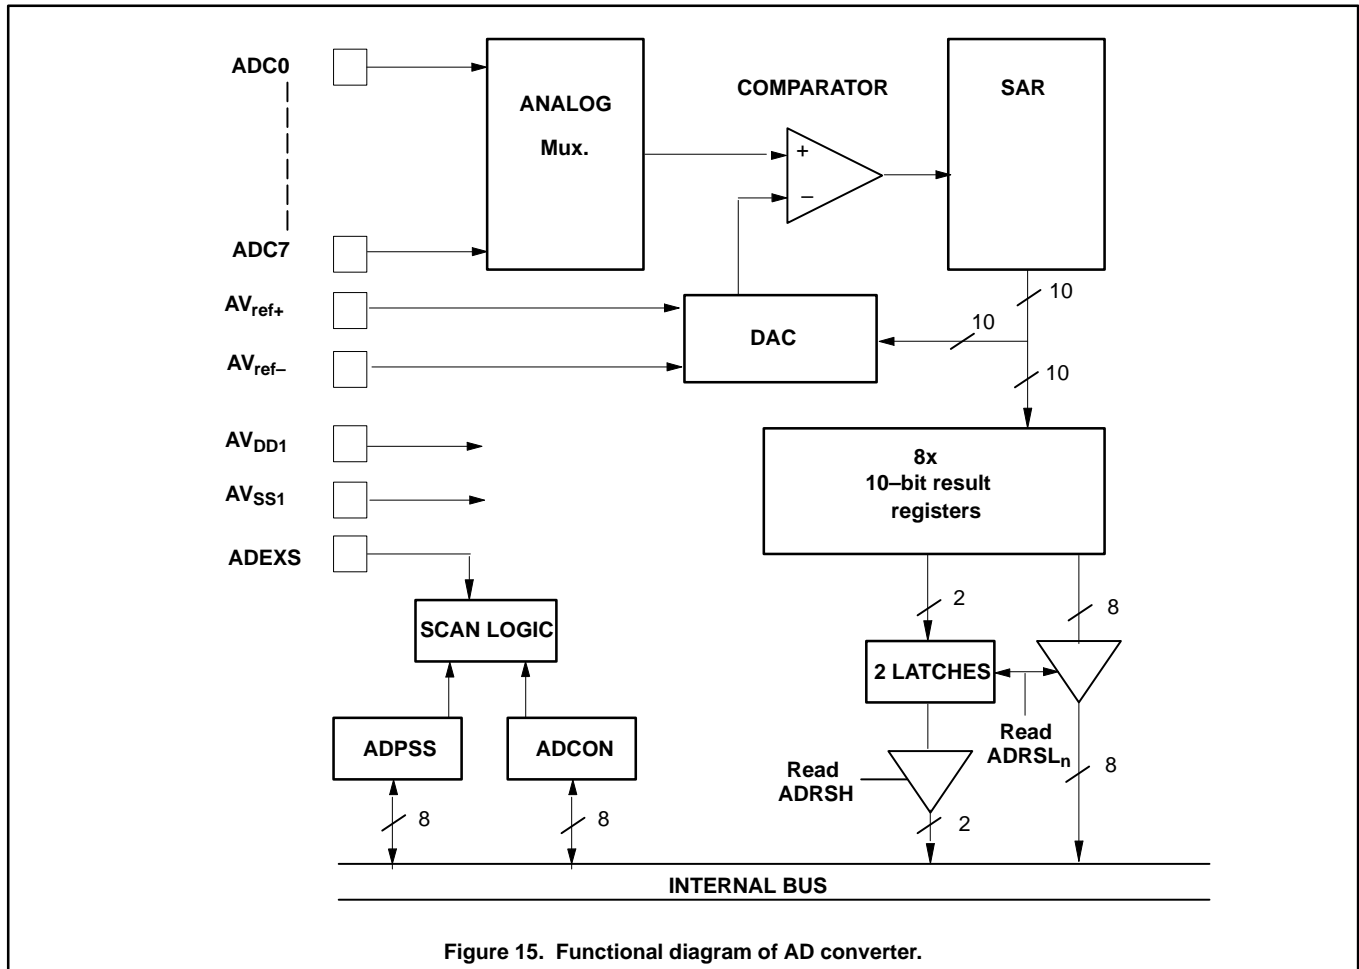 ADC0
ANALOG
Mux.
COMPARATOR
SAR
+
–
ADC7
AVref+
10
10
DAC
AVref–
10
AVDD1
8x
10–bit result
registers
AVSS1
ADEXS
2
8
SCAN LOGIC
2 LATCHES
ADPSS
ADCON
Read
ADRSLn
Read
ADRSH
8
8
8
2
INTERNAL BUS
Figure 15. Functional diagram of AD converter.